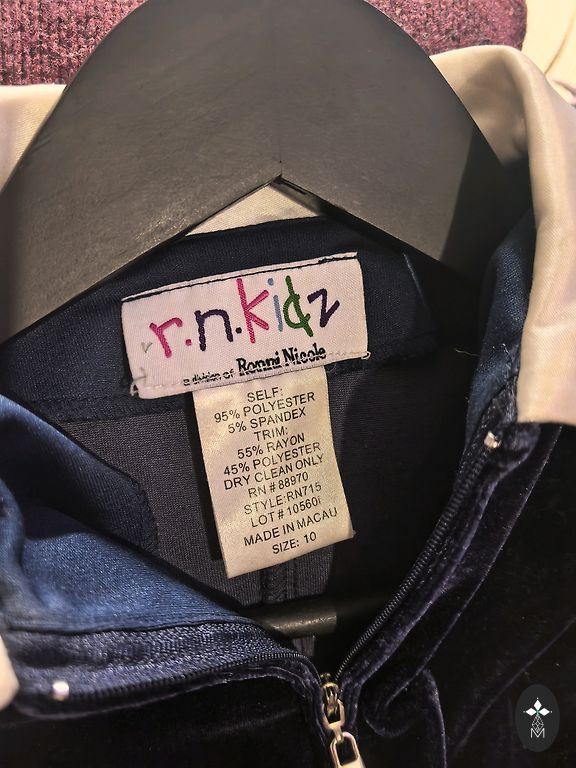 r.n.kidz
a division of Ronni Nicole
SELF:
95% POLYESTER
5% SPANDEX
TRIM:
55% RAYON
45% POLYESTER
DRY CLEAN ONLY
RN # 88970
STYLE:RN715
LOT # 10560i
MADE IN MACAU
SIZE: 10
M